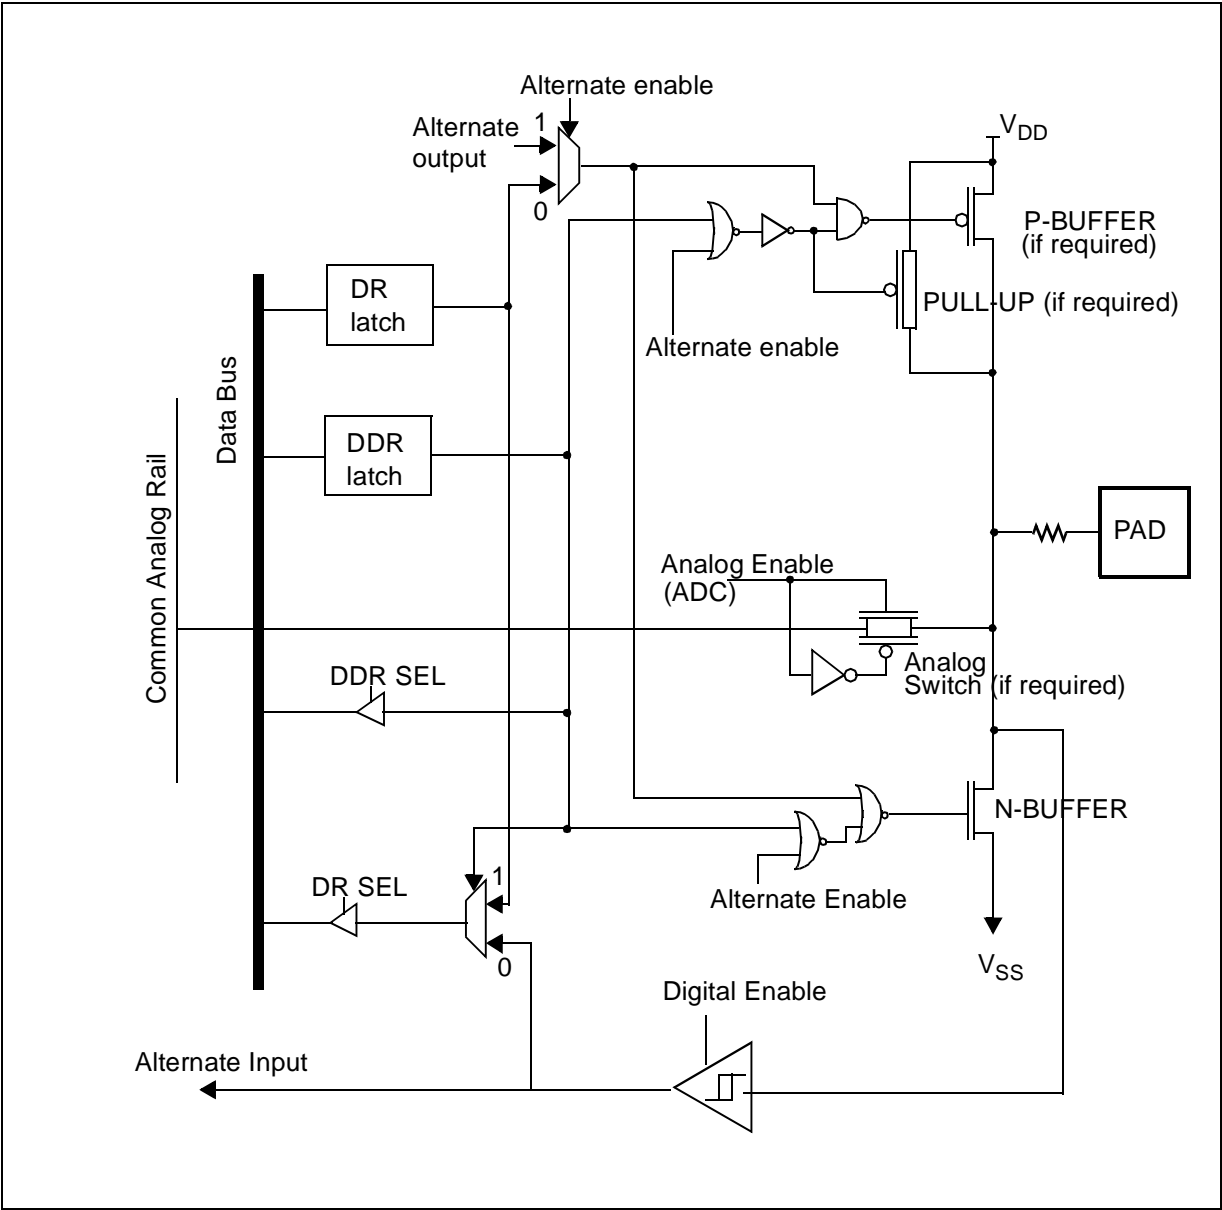 Alternate enable
Alternate
output
1
0
VDD
P-BUFFER
(if required)
DR
latch
PULL-UP (if required)
Alternate enable
Data Bus
DDR
latch
Common Analog Rail
PAD
Analog Enable
(ADC)
Analog
Switch (if required)
DDR SEL
N-BUFFER
1
DR SEL
Alternate Enable
0
VSS
Digital Enable
Alternate Input